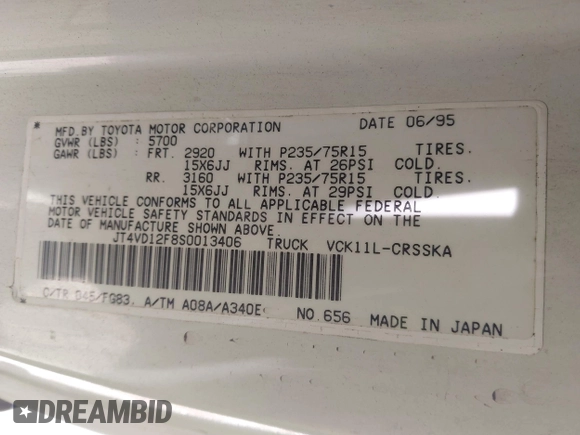 MFD.BY TOYOTA MOTOR CORPORATION DATE 06/95
GVWR (LBS) : 5700
GAWR (LBS) : FRT. 2920 WITH P235/75R15 TIRES.
15X6JJ RIMS. AT 26PSI COLD.
RR. 3160 WITH P235/75R15 TIRES.
15X6JJ RIMS. AT 29PSI COLD.
THIS VEHICLE CONFORMS TO ALL APPLICABLE FEDERAL
MOTOR VEHICLE SAFETY STANDARDS IN EFFECT ON THE
DATE OF MANUFACTURE SHOWN ABOVE.
JT4VD12F8S0013406 TRUCK VCK11L-CRSSKA
C/TR 045/FG83. A/TM A08A/A340E NO.656 MADE IN JAPAN
DREAMBID